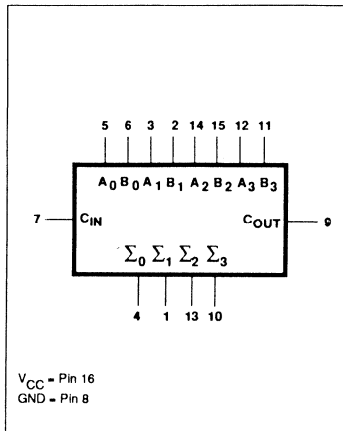 5 6 3 2 14 15 12 11
A0 B0 A1 B1 A2 B2 A3 B3
7 CIN COUT 9
Σ0 Σ1 Σ2 Σ3
4 1 13 10
VCC = Pin 16
GND = Pin 8